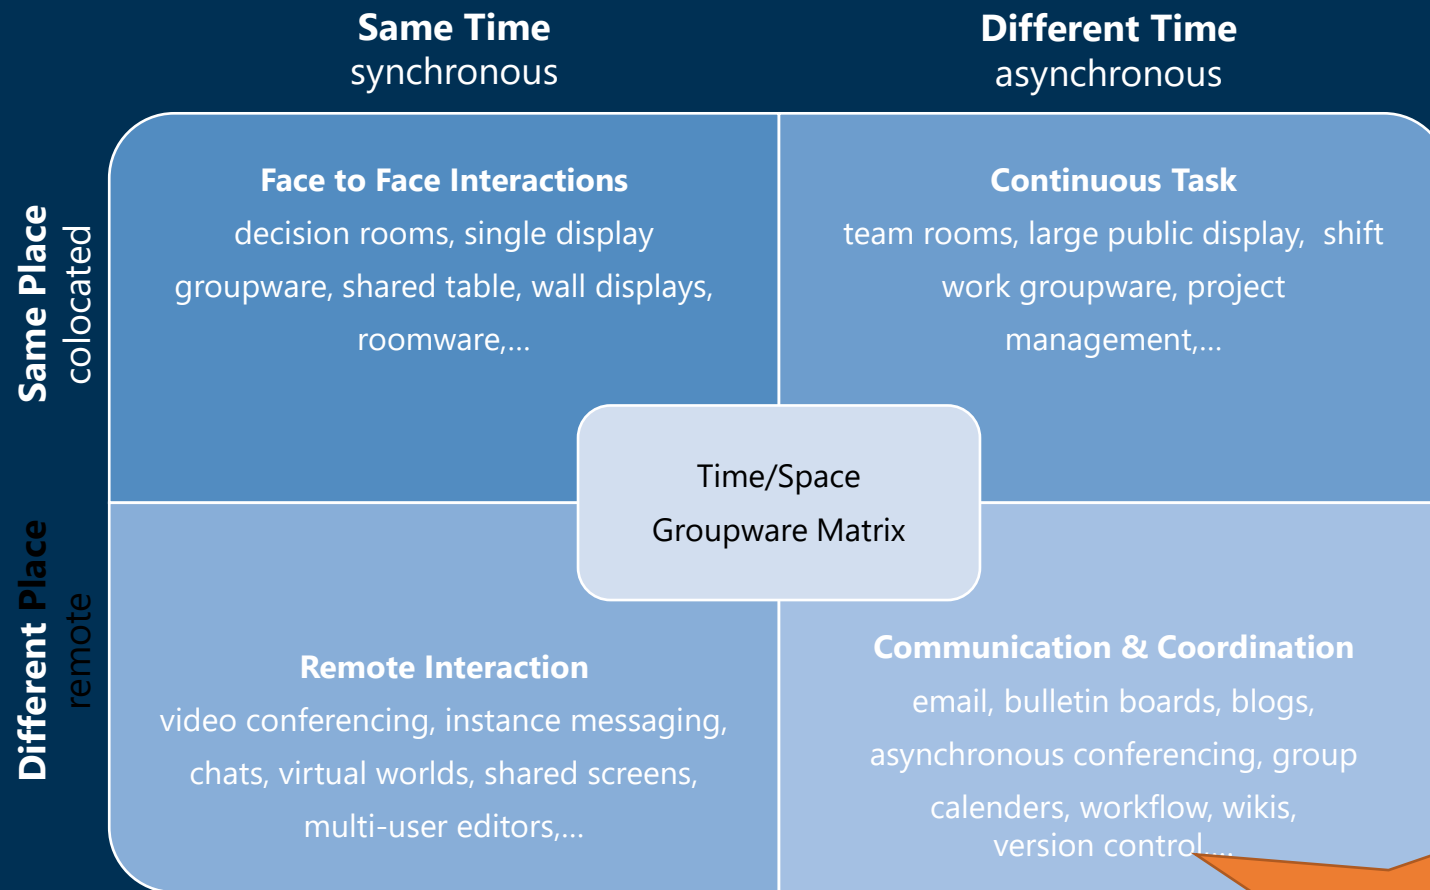 Same Time
synchronous
Different Time
asynchronous
Same Place
colocated
Face to Face Interactions
decision rooms, single display
groupware, shared table, wall displays,
roomware,...
Continuous Task
team rooms, large public display, shift
work groupware, project
management,...
Time/Space
Groupware Matrix
Different Place
remote
Remote Interaction
video conferencing, instance messaging,
chats, virtual worlds, shared screens,
multi-user editors,...
Communication & Coordination
email, bulletin boards, blogs,
asynchronous conferencing, group
calenders, workflow, wikis,
version control,...